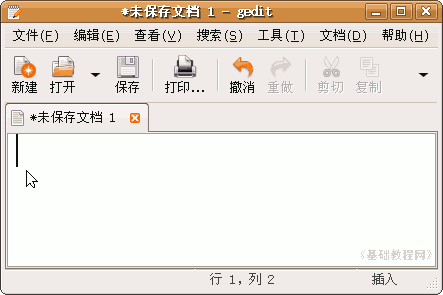 *未保存文档 1 - gedit
文件(F) 编辑(E) 查看(V) 搜索(S) 工具(T) 文档(D) 帮助(H)
新建 打开 保存 打印... 撤消 重做 剪切 复制
*未保存文档 1
《基础教程网》
行 1, 列 2 插入